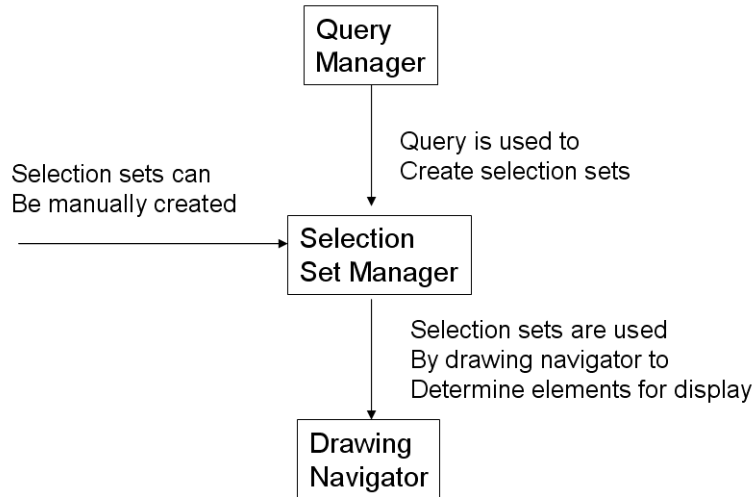 Query
Manager
Query is used to
Create selection sets
Selection sets can
Be manually created
Selection
Set Manager
Selection sets are used
By drawing navigator to
Determine elements for display
Drawing
Navigator